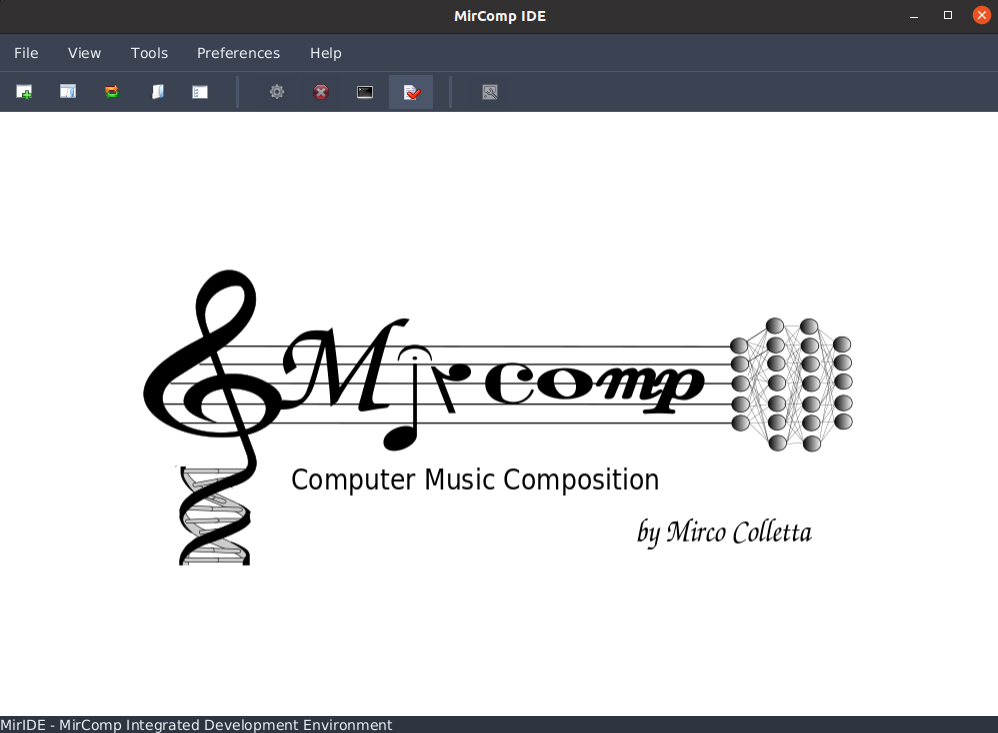 MirComp IDE
File View Tools Preferences Help
Mircomp
Computer Music Composition
by Mirco Colletta
MirIDE - MirComp Integrated Development Environment